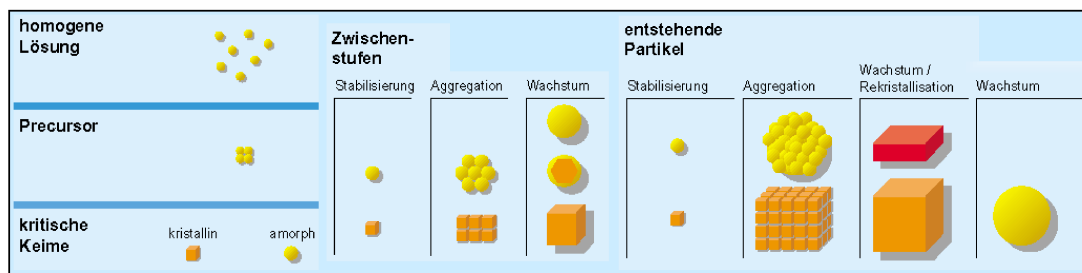 homogene
Lösung
Precursor
kritische
Keime
kristallin
amorph
Zwischen-
stufen
Stabilisierung
Aggregation
Wachstum
entstehende
Partikel
Stabilisierung
Aggregation
Wachstum /
Rekristallisation
Wachstum